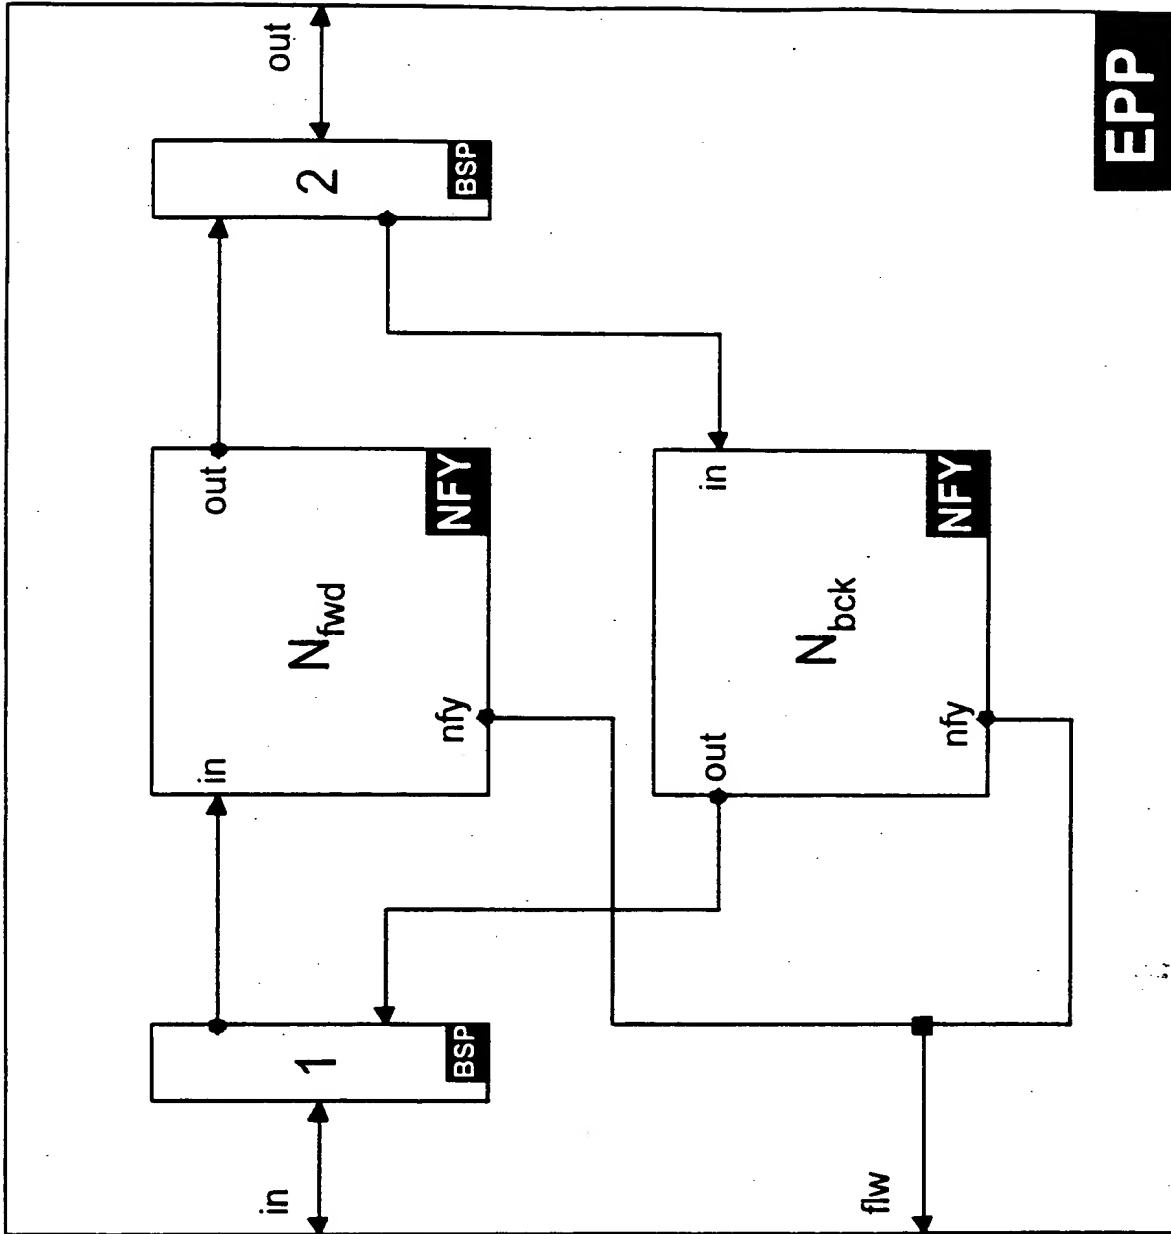 in
1
BSP
in
out
nfy
N_fwd
NFY
2
BSP
out
out
in
nfy
N_bck
NFY
flw
EPP